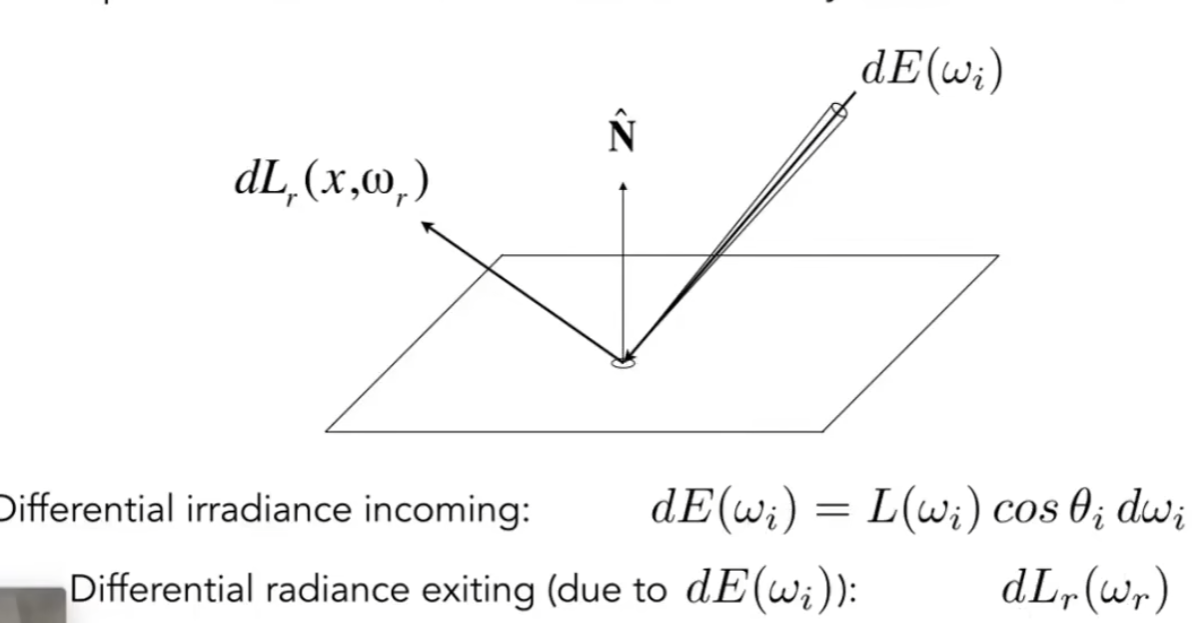 dE(ωᵢ)
N̂
dLᵣ(x,ωᵣ)
Differential irradiance incoming: dE(ωᵢ) = L(ωᵢ) cos θᵢ dωᵢ
Differential radiance exiting (due to dE(ωᵢ)): dLᵣ(ωᵣ)